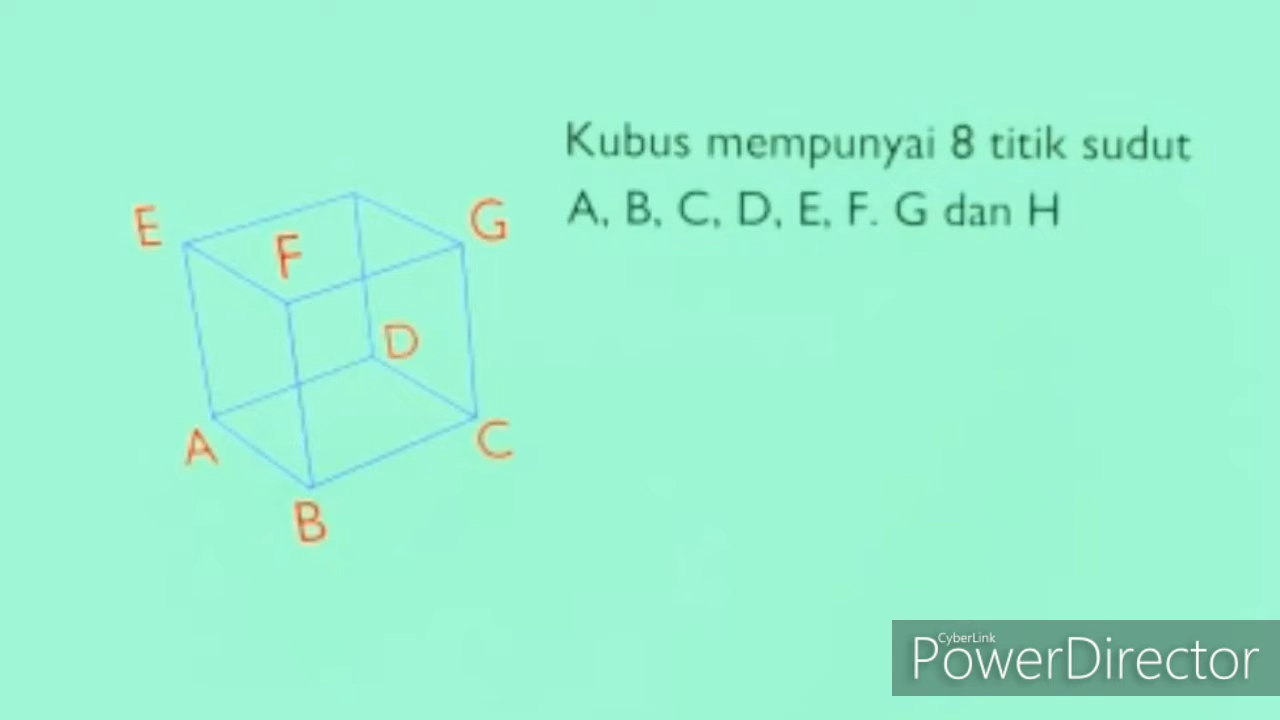 Kubus mempunyai 8 titik sudut
A, B, C, D, E, F. G dan H
E
F
G
D
A
C
B
CyberLink
PowerDirector